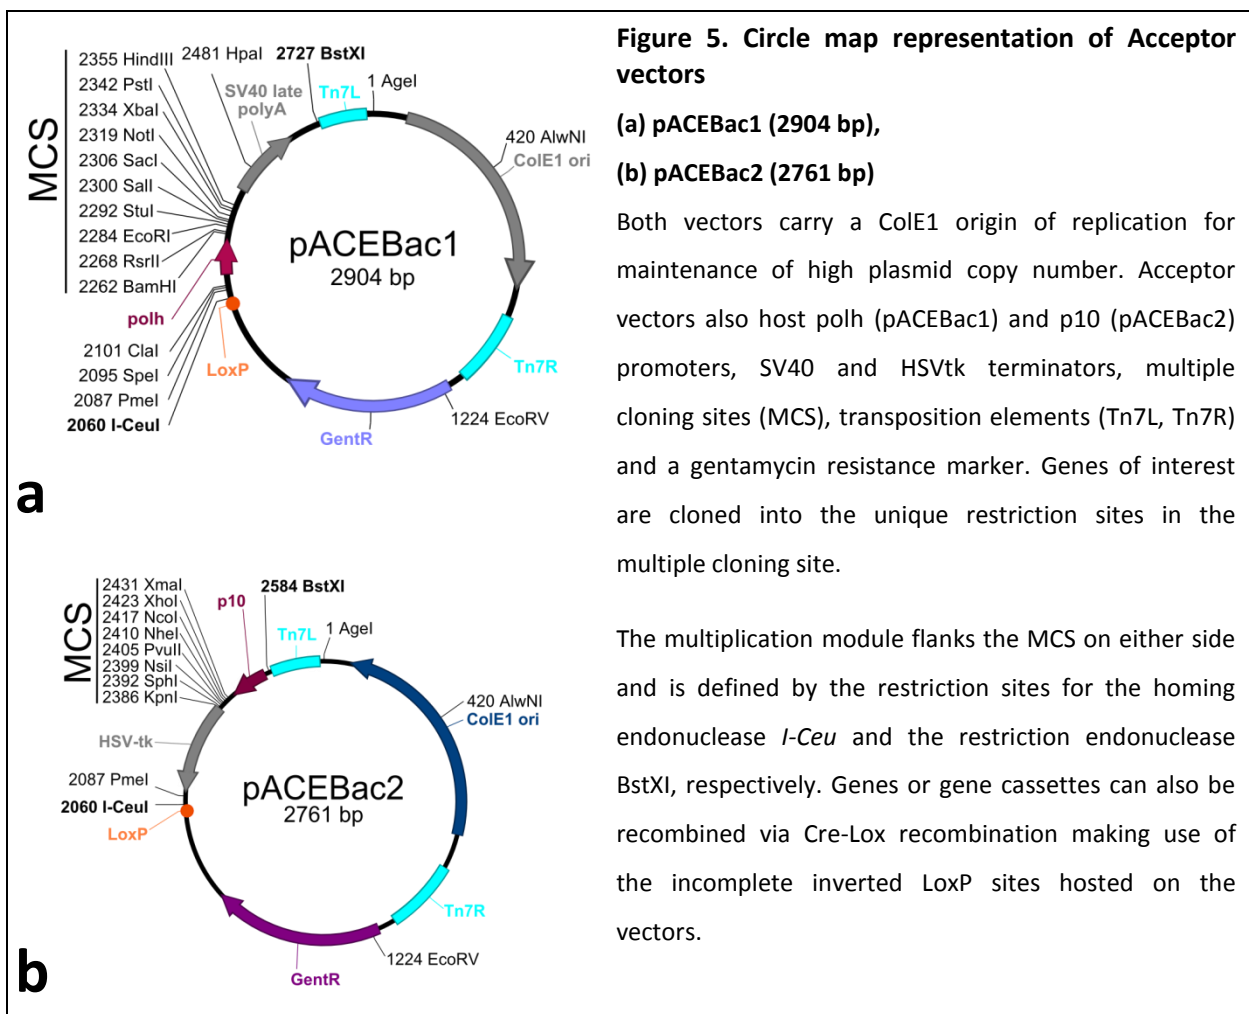 MCS
2355 HindIII
2342 PstI
2334 XbaI
2319 NotI
2306 SacI
2300 SalI
2292 StuI
2284 EcoRI
2268 RsrII
2262 BamHI
polh
2101 ClaI
2095 SpeI
2087 PmeI
2060 I-CeuI
2481 HpaI
SV40 late
polyA
2727 BstXI
Tn7L
1 AgeI
420 AlwNI
ColE1 ori
pACEBac1
2904 bp
LoxP
Tn7R
1224 EcoRV
GentR
a
MCS
2431 XmaI
2423 XhoI
2417 NcoI
2410 NheI
2405 PvuII
2399 NsiI
2392 SphI
2386 KpnI
p10
2584 BstXI
Tn7L
1 AgeI
420 AlwNI
ColE1 ori
HSV-tk
2087 PmeI
2060 I-CeuI
LoxP
pACEBac2
2761 bp
Tn7R
1224 EcoRV
GentR
b
Figure 5. Circle map representation of Acceptor
vectors
(a) pACEBac1 (2904 bp),
(b) pACEBac2 (2761 bp)
Both vectors carry a ColE1 origin of replication for
maintenance of high plasmid copy number. Acceptor
vectors also host polh (pACEBac1) and p10 (pACEBac2)
promoters, SV40 and HSVtk terminators, multiple
cloning sites (MCS), transposition elements (Tn7L, Tn7R)
and a gentamycin resistance marker. Genes of interest
are cloned into the unique restriction sites in the
multiple cloning site.
The multiplication module flanks the MCS on either side
and is defined by the restriction sites for the homing
endonuclease I-Ceu and the restriction endonuclease
BstXI, respectively. Genes or gene cassettes can also be
recombined via Cre-Lox recombination making use of
the incomplete inverted LoxP sites hosted on the
vectors.